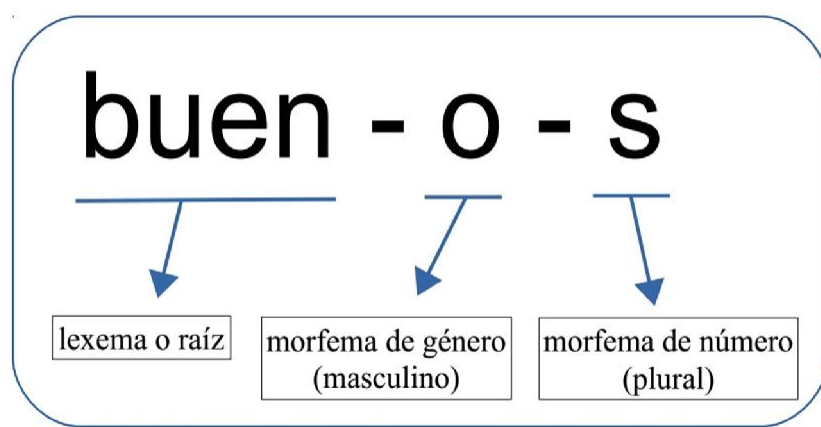 buen - o - s
lexema o raíz
morfema de género
(masculino)
morfema de número
(plural)